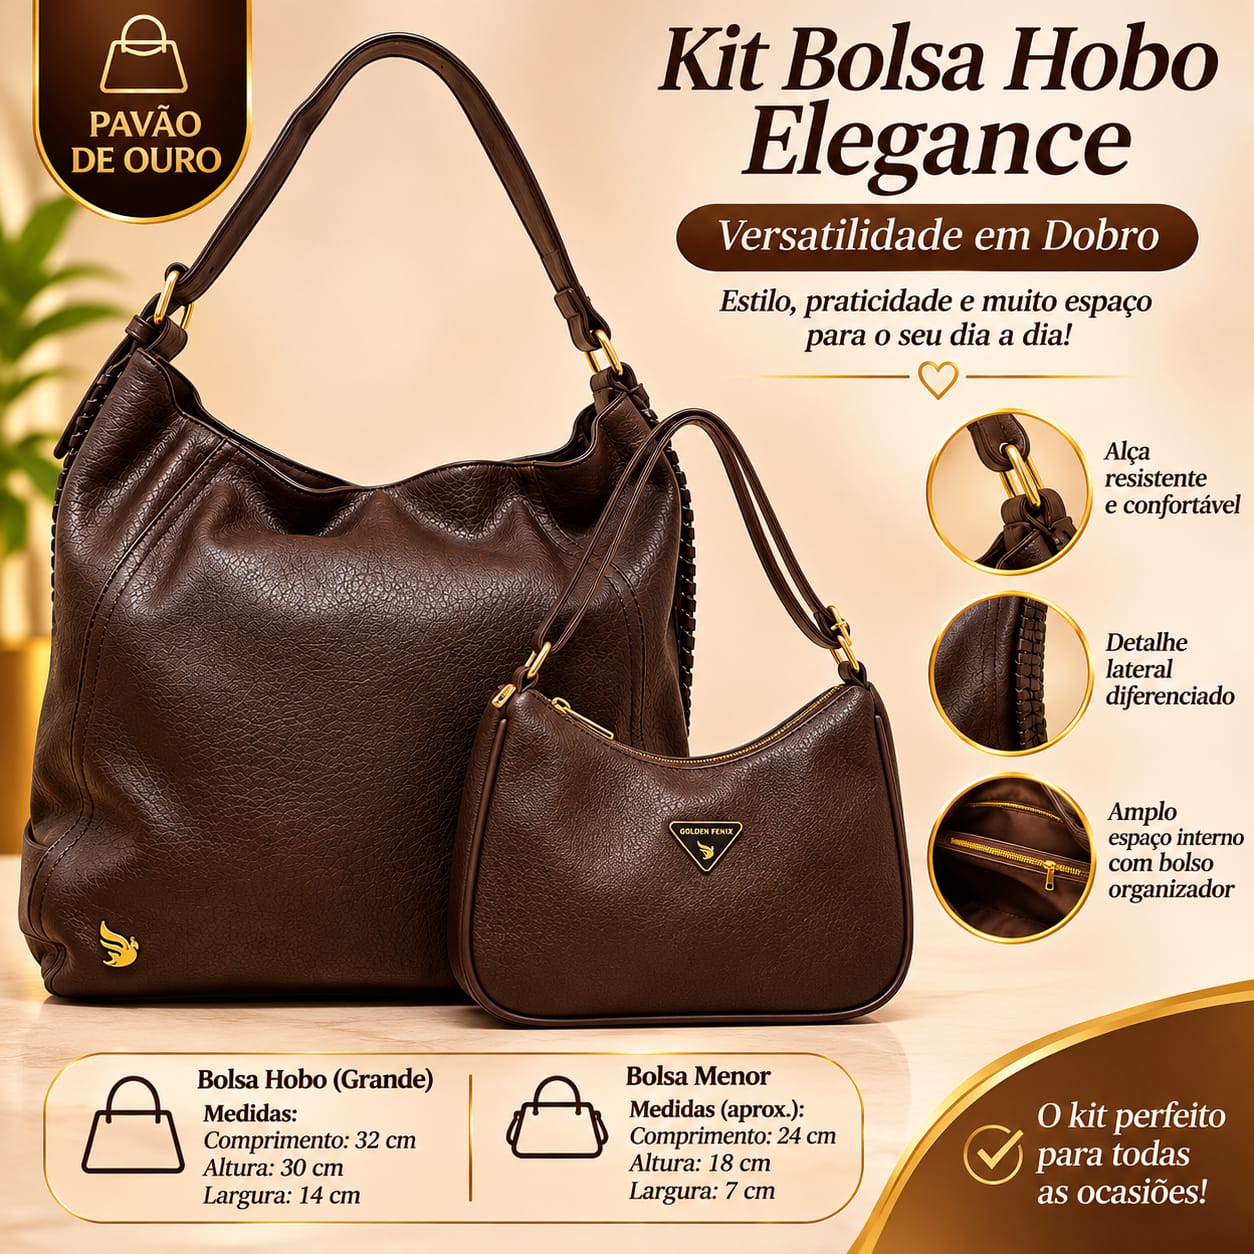 PAVÃO
DE OURO
Kit Bolsa Hobo
Elegance
Versatilidade em Dobro
Estilo, praticidade e muito espaço
para o seu dia a dia!
Alça
resistente
e confortável
Detalhe
lateral
diferenciado
Amplo
espaço interno
com bolso
organizador
GOLDEN FENIX
Bolsa Hobo (Grande)
Medidas:
Comprimento: 32 cm
Altura: 30 cm
Largura: 14 cm
Bolsa Menor
Medidas (aprox.):
Comprimento: 24 cm
Altura: 18 cm
Largura: 7 cm
O kit perfeito
para todas
as ocasiões!